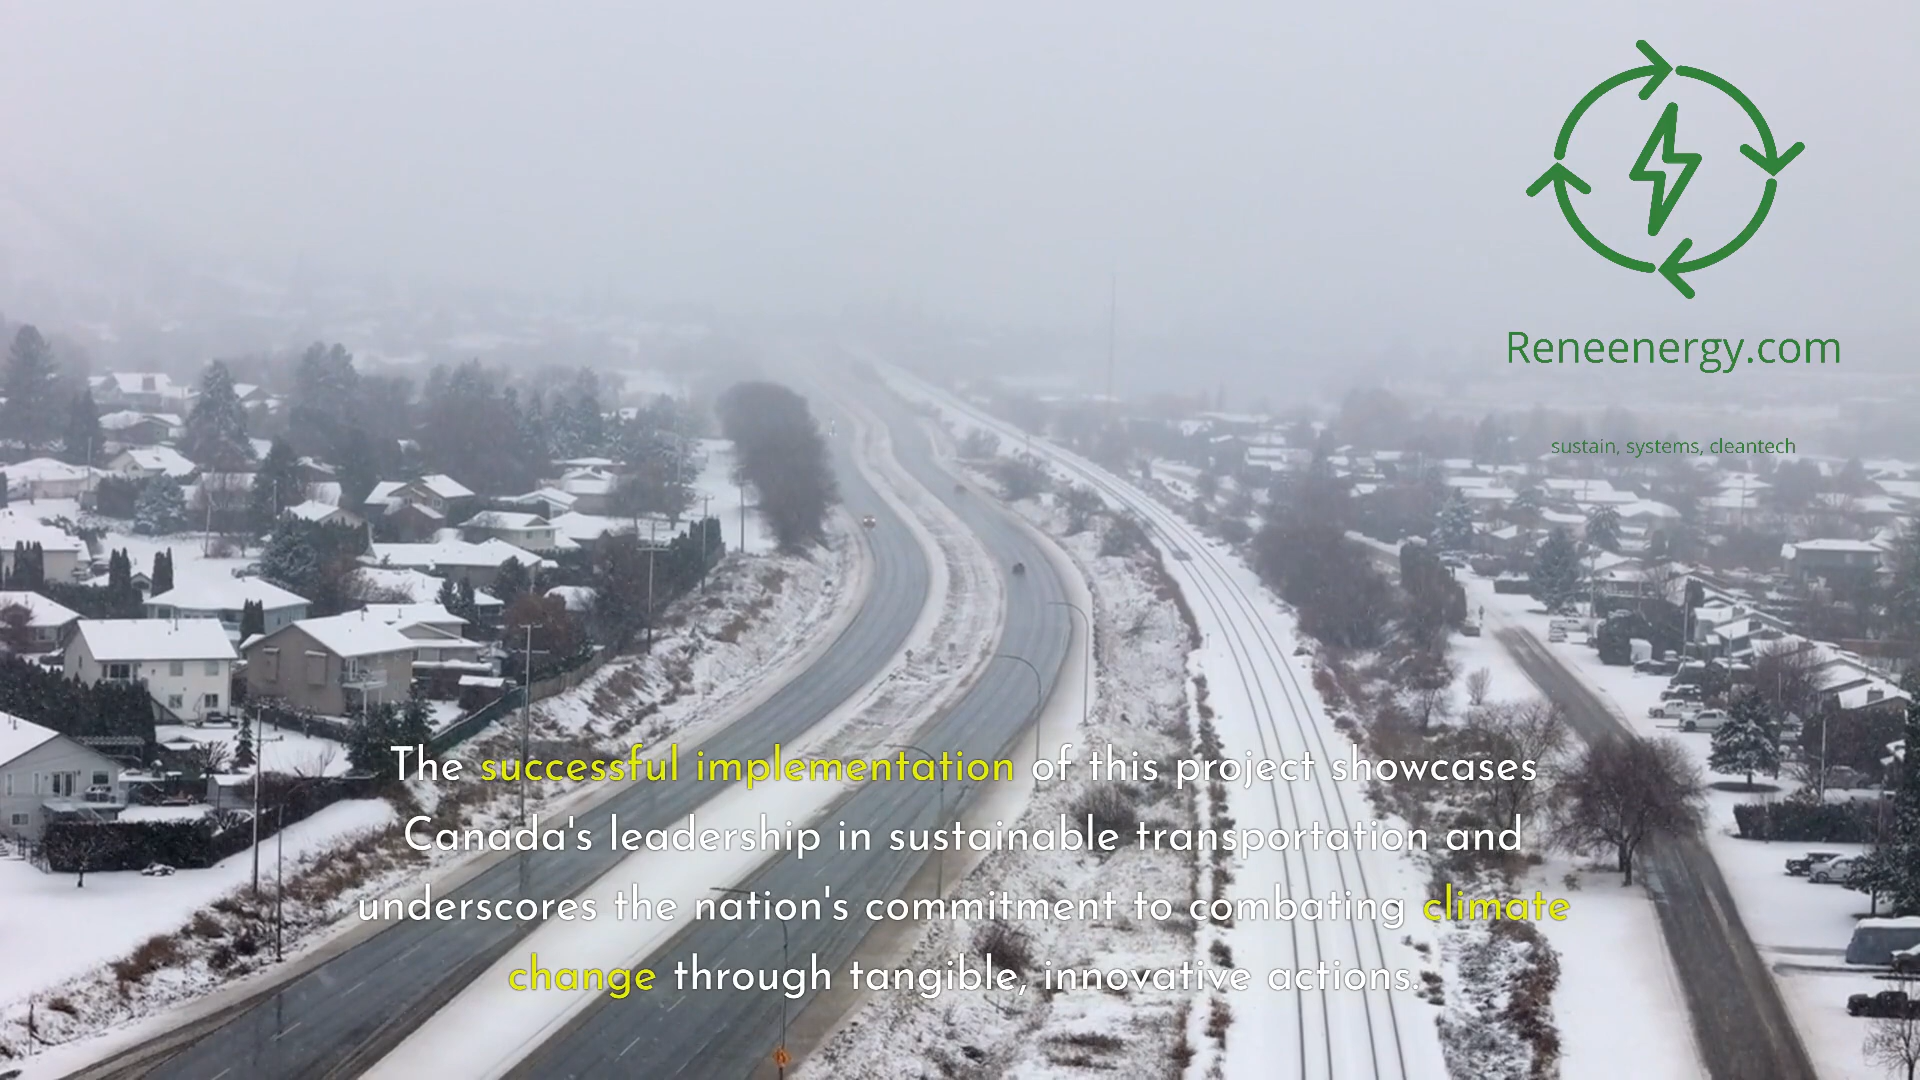 Reneenergy.com
sustain, systems, cleantech
The successful implementation of this project showcases
Canada's leadership in sustainable transportation and
underscores the nation's commitment to combating climate
change through tangible, innovative actions.